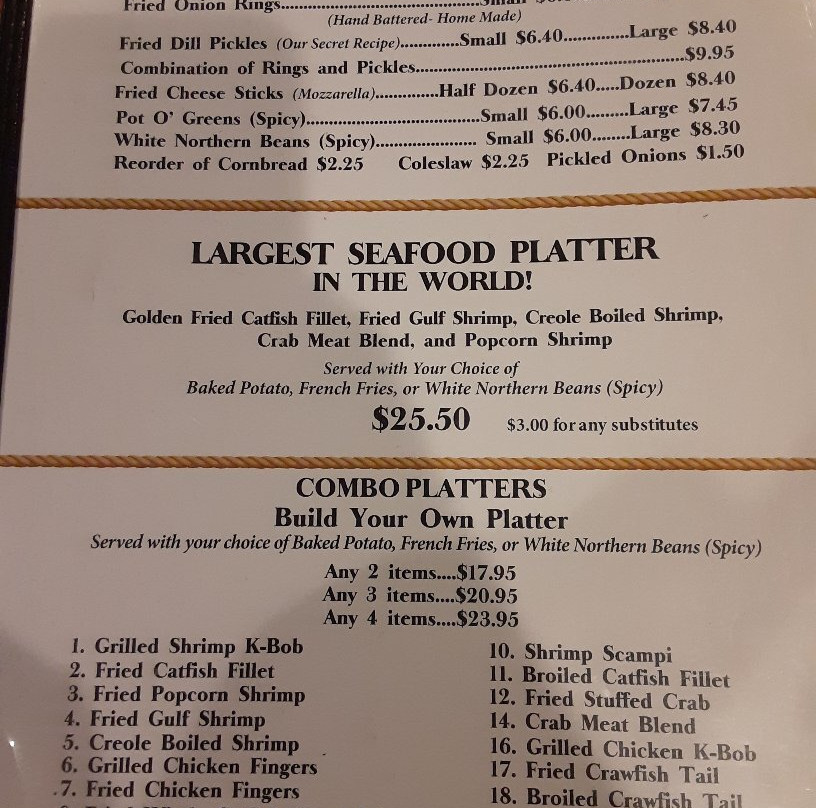 Fried Onion Rings..................................................Small
(Hand Battered- Home Made)
Fried Dill Pickles (Our Secret Recipe).............Small $6.40..............Large $8.40
Combination of Rings and Pickles..........................................................$9.95
Fried Cheese Sticks (Mozzarella)..............Half Dozen $6.40.....Dozen $8.40
Pot O' Greens (Spicy)......................................Small $6.00.........Large $7.45
White Northern Beans (Spicy)....................... Small $6.00........Large $8.30
Reorder of Cornbread $2.25 Coleslaw $2.25 Pickled Onions $1.50
LARGEST SEAFOOD PLATTER
IN THE WORLD!
Golden Fried Catfish Fillet, Fried Gulf Shrimp, Creole Boiled Shrimp,
Crab Meat Blend, and Popcorn Shrimp
Served with Your Choice of
Baked Potato, French Fries, or White Northern Beans (Spicy)
$25.50 $3.00 for any substitutes
COMBO PLATTERS
Build Your Own Platter
Served with your choice of Baked Potato, French Fries, or White Northern Beans (Spicy)
Any 2 items....$17.95
Any 3 items....$20.95
Any 4 items....$23.95
1. Grilled Shrimp K-Bob
2. Fried Catfish Fillet
3. Fried Popcorn Shrimp
4. Fried Gulf Shrimp
5. Creole Boiled Shrimp
6. Grilled Chicken Fingers
7. Fried Chicken Fingers
10. Shrimp Scampi
11. Broiled Catfish Fillet
12. Fried Stuffed Crab
14. Crab Meat Blend
16. Grilled Chicken K-Bob
17. Fried Crawfish Tail
18. Broiled Crawfish Tail